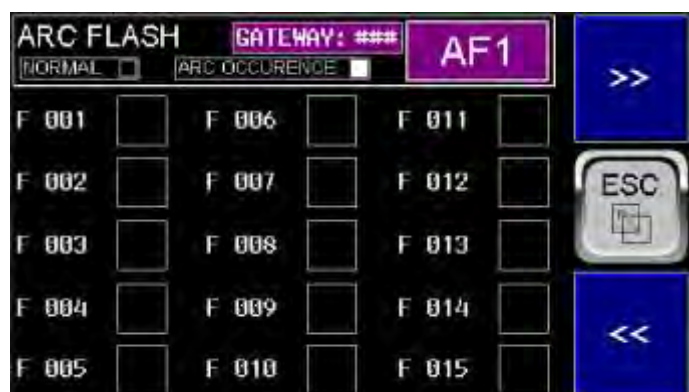 ARC FLASH GATEWAY: ### AF1
NORMAL ARC OCCURENCE
>>
F 001 F 006 F 011
F 002 F 007 F 012
ESC
F 003 F 008 F 013
F 004 F 009 F 014
<<
F 005 F 010 F 015